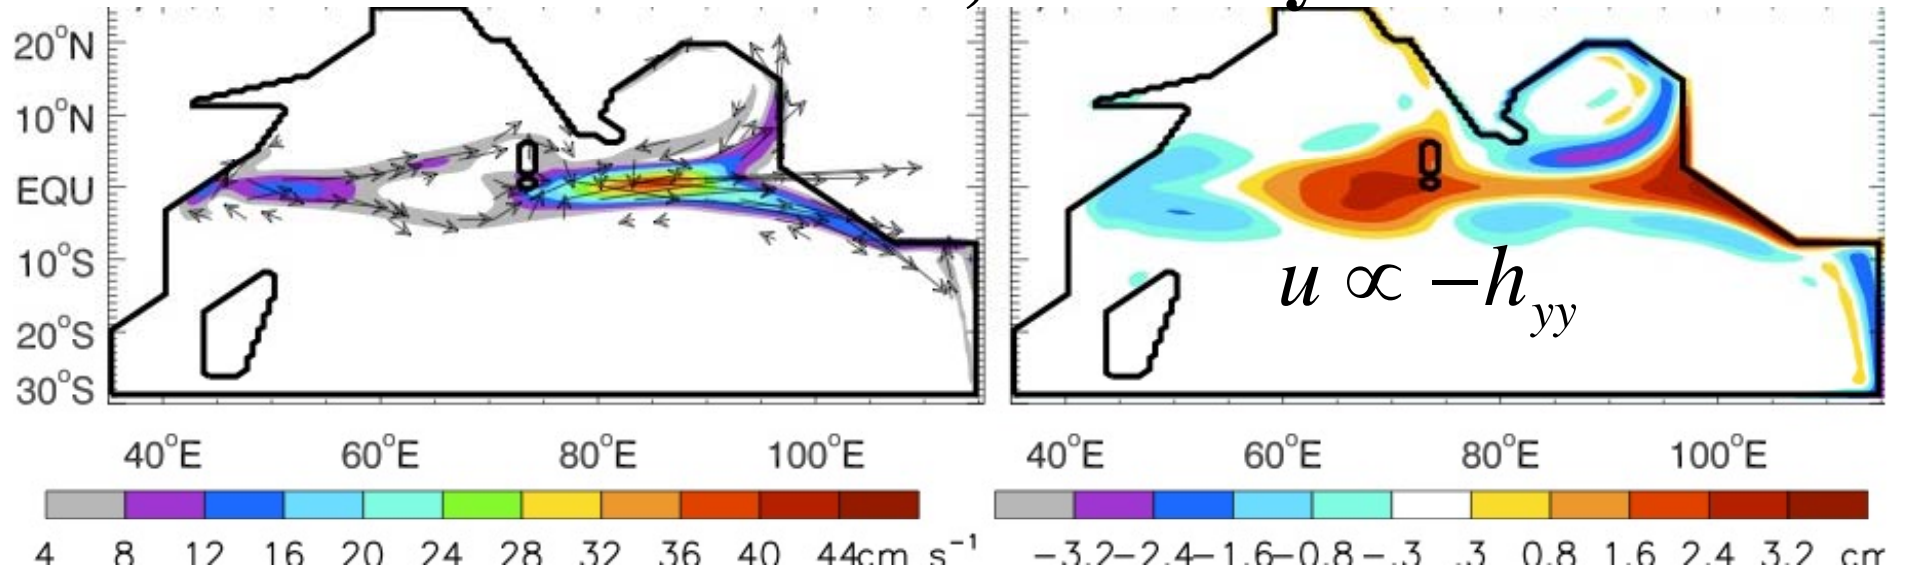 20°N
10°N
EQU
10°S
20°S
30°S
40°E 60°E 80°E 100°E
4 8 12 16 20 24 28 32 36 40 44cm s⁻¹
u ∝ −h_yy
40°E 60°E 80°E 100°E
−3.2−2.4−1.6−0.8−.3 .3 0.8 1.6 2.4 3.2 cm